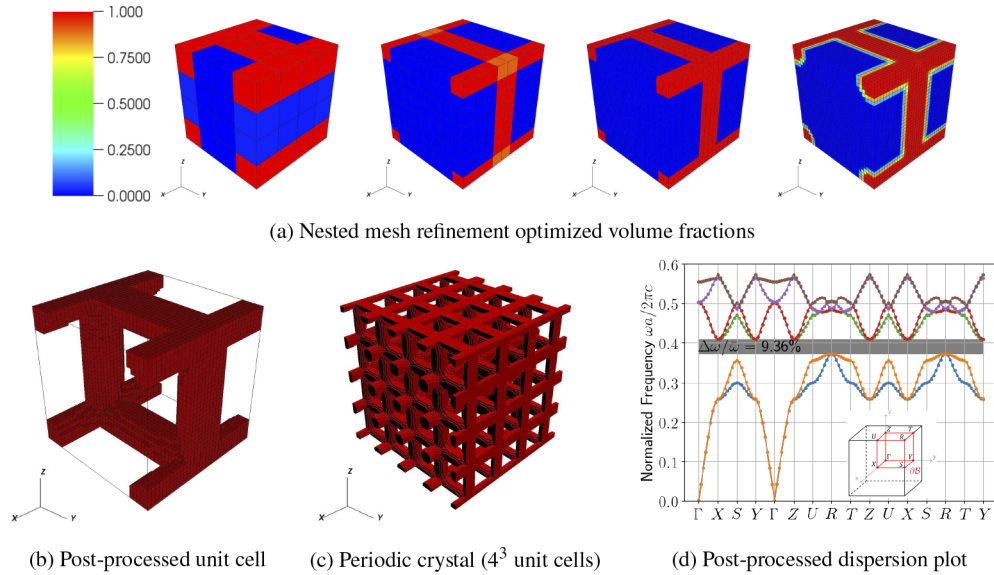 1.000
0.7500
0.5000
0.2500
0.0000
Z
X
Y
Z
X
Y
Z
X
Y
Z
X
Y
(a) Nested mesh refinement optimized volume fractions
Z
X
Y
(b) Post-processed unit cell
Z
X
Y
(c) Periodic crystal (4³ unit cells)
Normalized Frequency ωa/2πc
0.6
0.5
0.4
0.3
0.2
0.1
0.0
Δω/ω̄ = 9.36%
U Z T
R
Γ
X Y
S ∂B
Γ X S Y Γ Z U R T Z U X S R T Y
(d) Post-processed dispersion plot